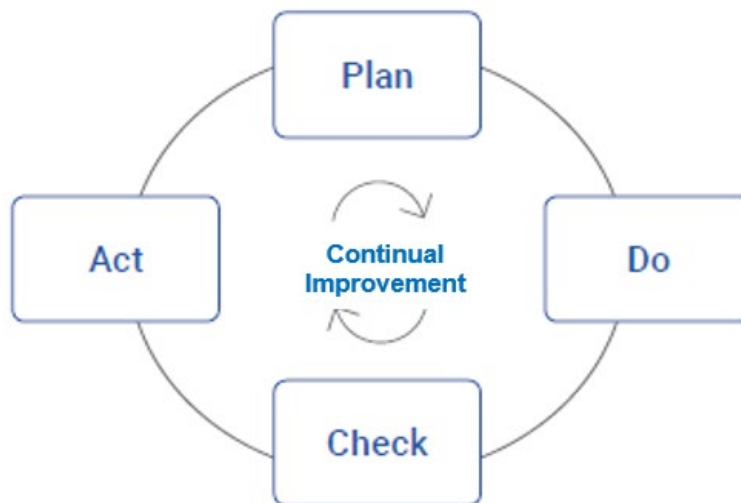 Plan
Act
Continual
Improvement
Do
Check